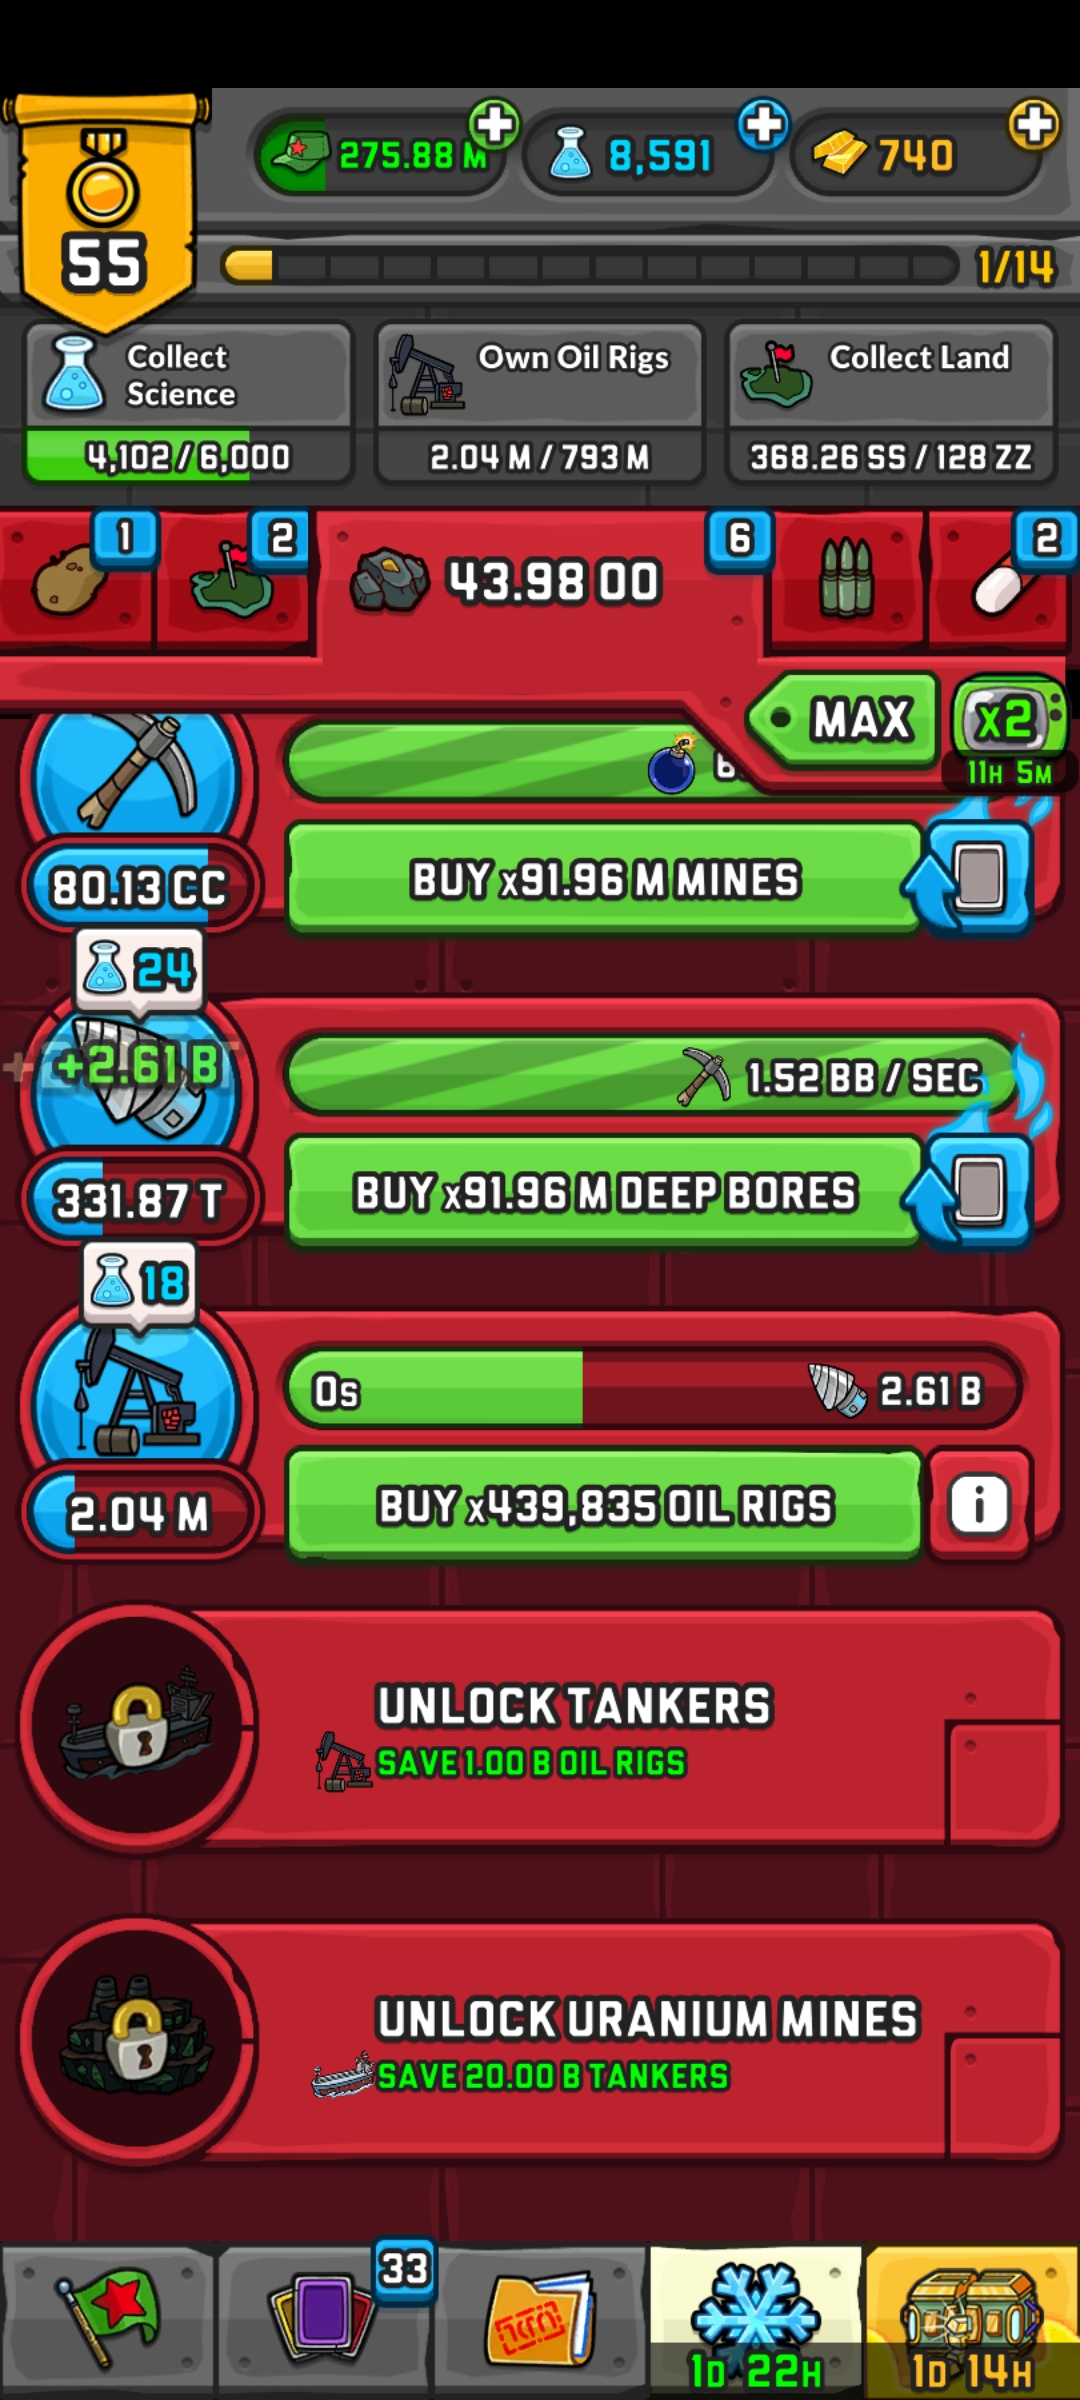 55
275.88 M
8,591
740
1/14
Collect
Science
4,102 / 6,000
Own Oil Rigs
2.04 M / 793 M
Collect Land
368.26 SS / 128 ZZ
1
2
43.98 OO
6
2
MAX
x2
11H 5M
80.13 CC
BUY x91.96 M MINES
24
+2.61 B
1.52 BB / SEC
331.87 T
BUY x91.96 M DEEP BORES
18
0s
2.61 B
2.04 M
BUY x439,835 OIL RIGS
i
UNLOCK TANKERS
SAVE 1.00 B OIL RIGS
UNLOCK URANIUM MINES
SAVE 20.00 B TANKERS
33
1D 22H
1D 14H